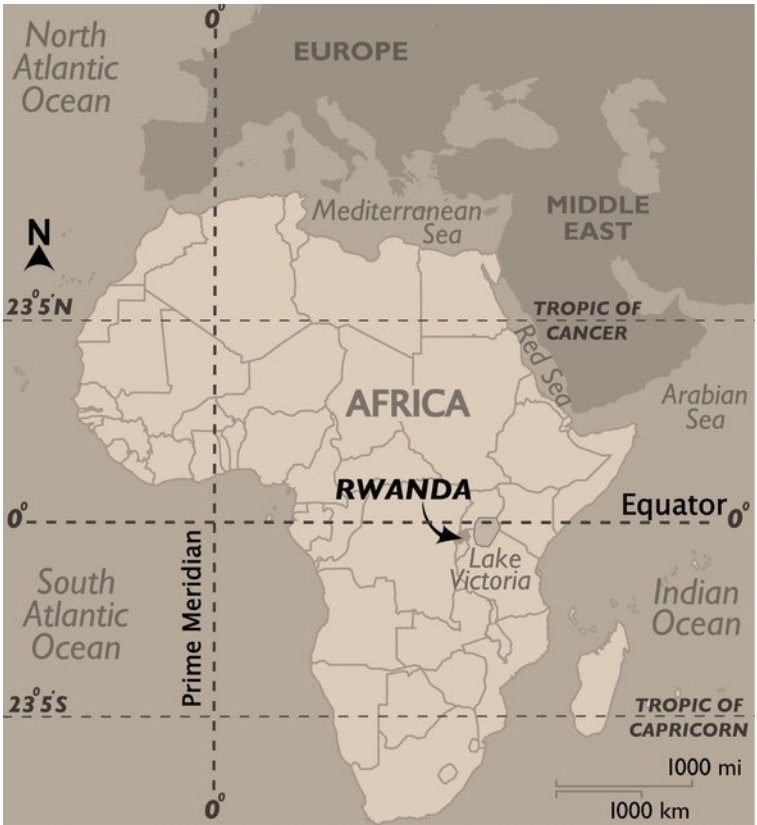 0°
North
Atlantic
Ocean
EUROPE
Mediterranean
Sea
MIDDLE
EAST
N
23°5'N
TROPIC OF
CANCER
Red Sea
AFRICA
Arabian
Sea
RWANDA
Equator
0°
0°
Lake
Victoria
Prime Meridian
South
Atlantic
Ocean
Indian
Ocean
23°5'S
TROPIC OF
CAPRICORN
1000 mi
1000 km
0°